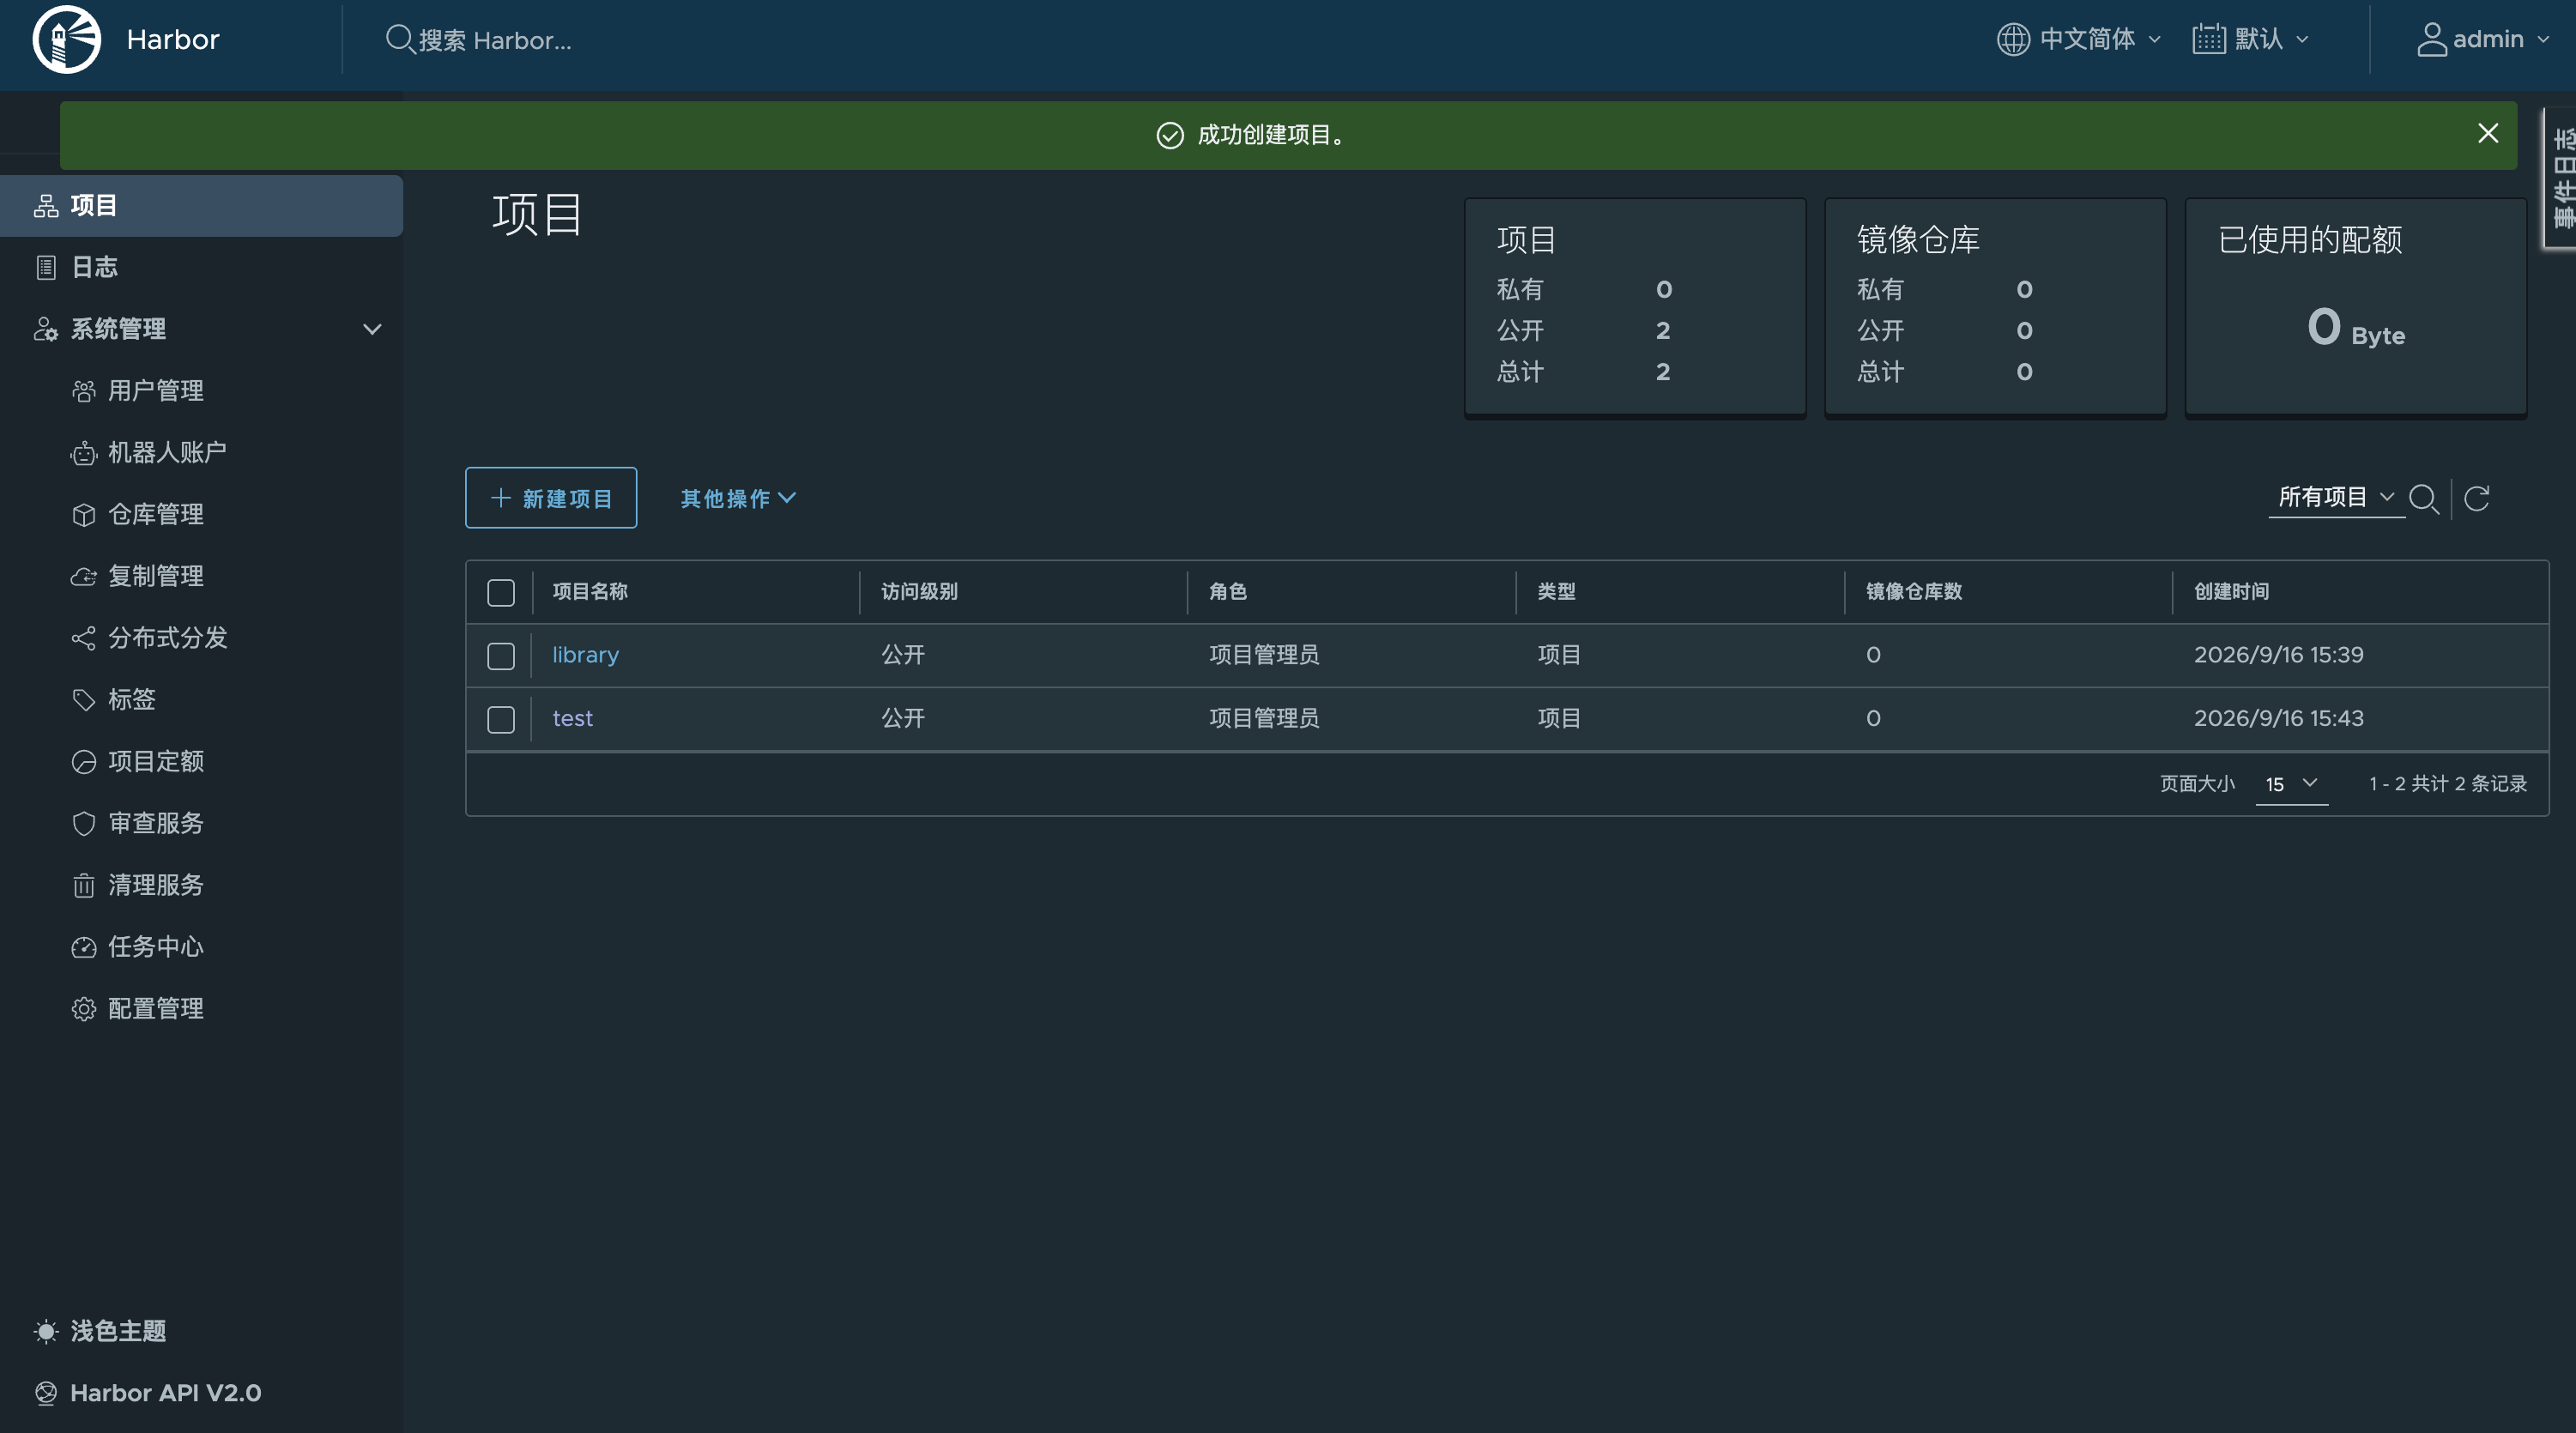 Harbor
搜索 Harbor...
中文简体
默认
admin
成功创建项目。
事件日志
项目
日志
系统管理
用户管理
机器人账户
仓库管理
复制管理
分布式分发
标签
项目定额
审查服务
清理服务
任务中心
配置管理
浅色主题
Harbor API V2.0
项目
项目
私有 0
公开 2
总计 2
镜像仓库
私有 0
公开 0
总计 0
已使用的配额
0 Byte
新建项目
其他操作
所有项目
项目名称 访问级别 角色 类型 镜像仓库数 创建时间
library 公开 项目管理员 项目 0 2026/9/16 15:39
test 公开 项目管理员 项目 0 2026/9/16 15:43
页面大小 15 1 - 2 共计 2 条记录